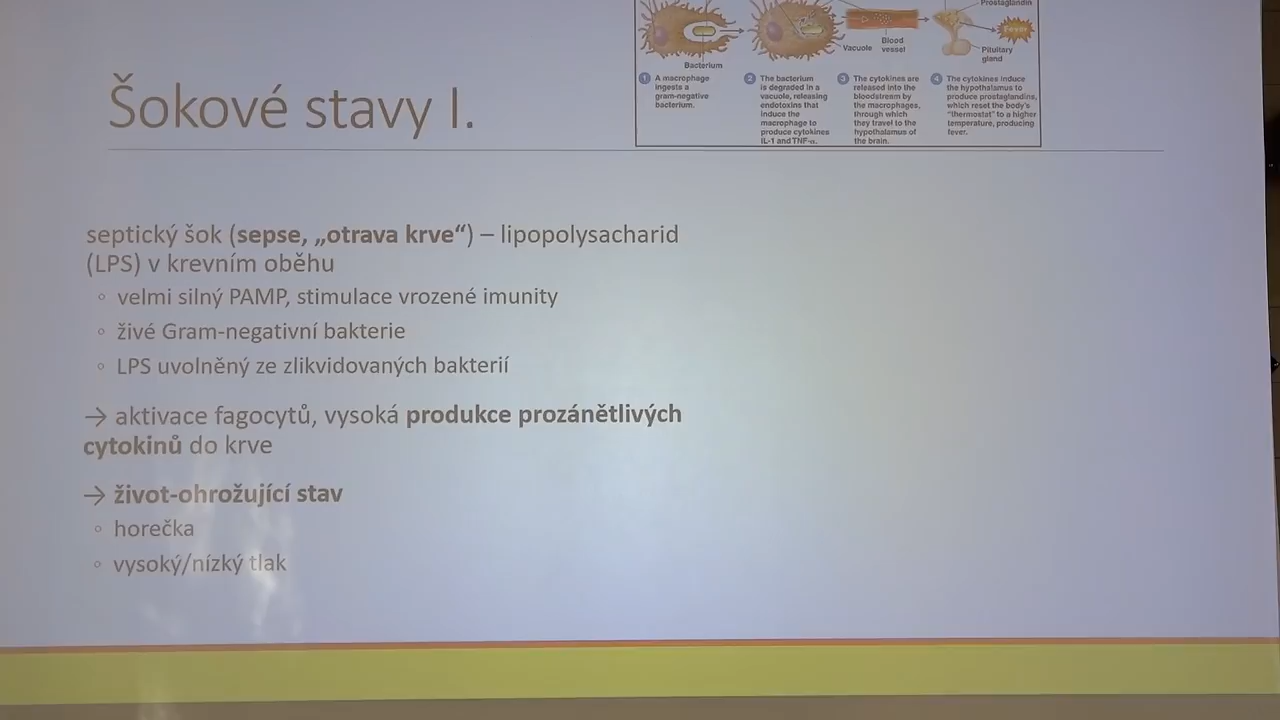 Prostaglandin
Fever
Blood
vessel
Vacuole
Pituitary
gland
Bacterium
1 A macrophage
ingests a
gram-negative
bacterium.
2 The bacterium
is degraded in a
vacuole, releasing
endotoxins that
induce the
macrophage to
produce cytokines
IL-1 and TNF-α.
3 The cytokines are
released into the
bloodstream by
the macrophages,
through which
they travel to the
hypothalamus of
the brain.
4 The cytokines induce
the hypothalamus to
produce prostaglandins,
which reset the body's
"thermostat" to a higher
temperature, producing
fever.
Šokové stavy I.
septický šok (sepse, „otrava krve“) – lipopolysacharid
(LPS) v krevním oběhu
◦ velmi silný PAMP, stimulace vrozené imunity
◦ živé Gram-negativní bakterie
◦ LPS uvolněný ze zlikvidovaných bakterií
→ aktivace fagocytů, vysoká produkce prozánětlivých
cytokinů do krve
→ život-ohrožující stav
◦ horečka
◦ vysoký/nízký tlak